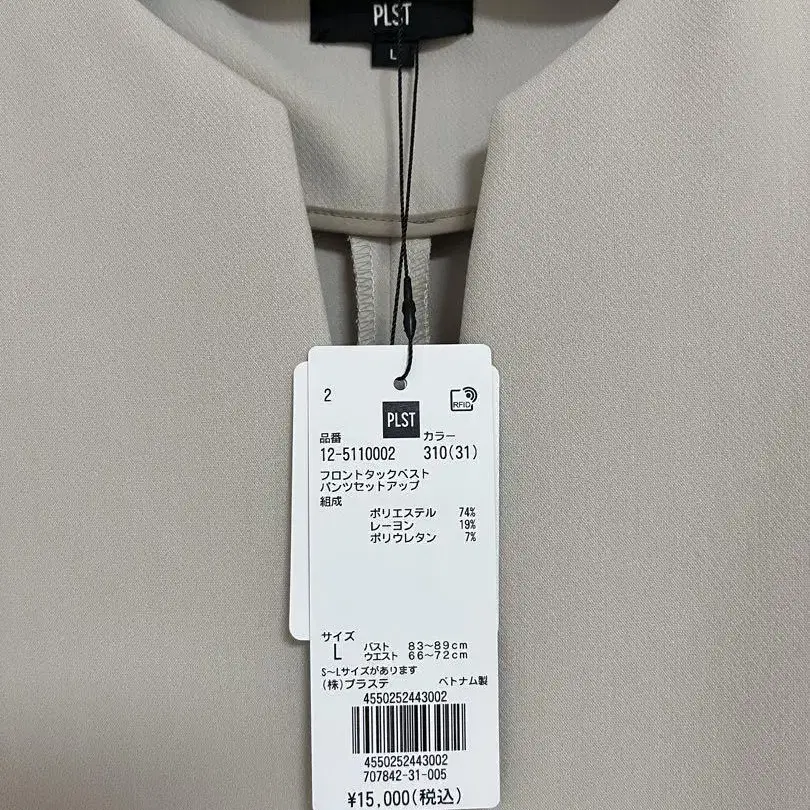 PLST
L
2
RFID
PLST
品番 カラー
12-5110002 310(31)
フロントタックベスト
パンツセットアップ
組成
ポリエステル 74%
レーヨン 19%
ポリウレタン 7%
サイズ
L バスト 83〜89cm
ウエスト 66〜72cm
S〜Lサイズがあります
(株)プラステ ベトナム製
4550252443002
4550252443002
707842-31-005
¥15,000(税込)